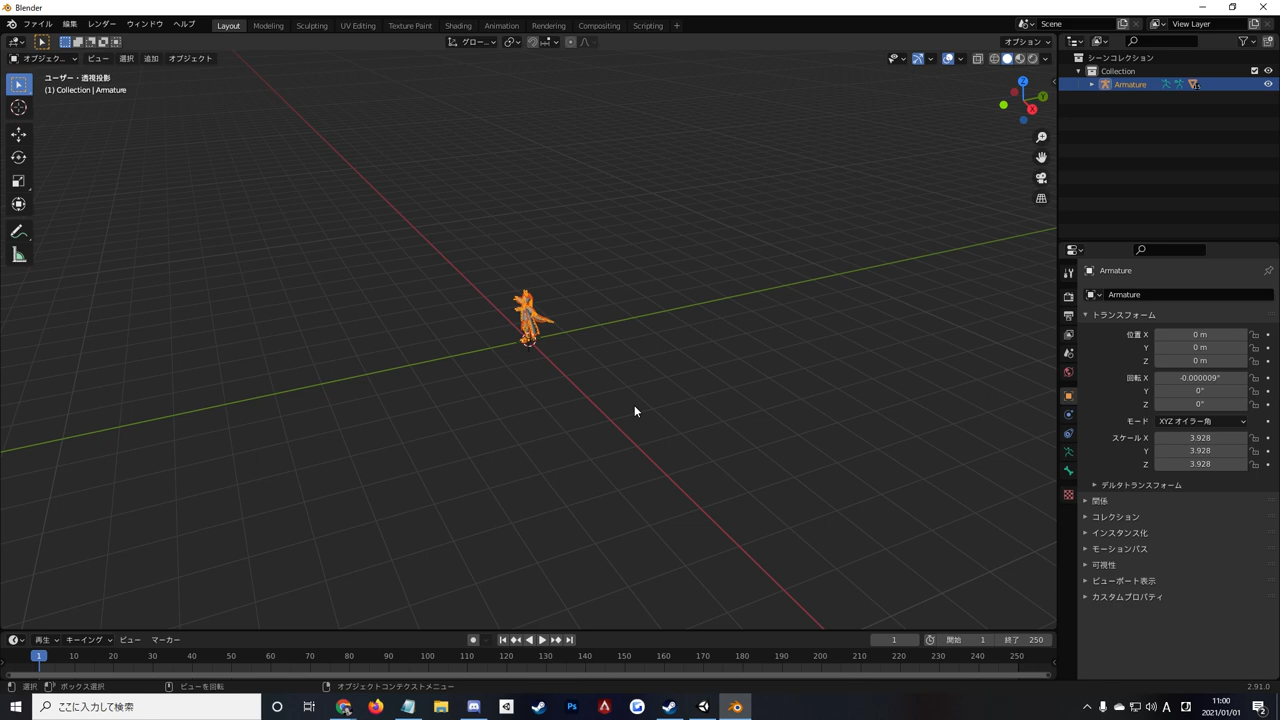 Blender
ファイル 編集 レンダー ウィンドウ ヘルプ Layout Modeling Sculpting UV Editing Texture Paint Shading Animation Rendering Compositing Scripting + Scene View Layer
グロー... オプション
オブジェク... ビュー 選択 追加 オブジェクト
シーンコレクション
Collection
Armature 15
ユーザー・透視投影
(1) Collection | Armature
Z
Y
X
Armature
Armature
トランスフォーム
位置 X 0 m
Y 0 m
Z 0 m
回転 X -0.000009°
Y 0°
Z 0°
モード XYZ オイラー角
スケール X 3.928
Y 3.928
Z 3.928
デルタトランスフォーム
関係
コレクション
インスタンス化
モーションパス
可視性
ビューポート表示
カスタムプロパティ
再生 キーイング ビュー マーカー 1 開始 1 終了 250
1 10 20 30 40 50 60 70 80 90 100 110 120 130 140 150 160 170 180 190 200 210 220 230 240 250
選択 ボックス選択 ビューを回転 オブジェクトコンテクストメニュー 2.91.0
ここに入力して検索 Ps A 11:00
2021/01/01 2